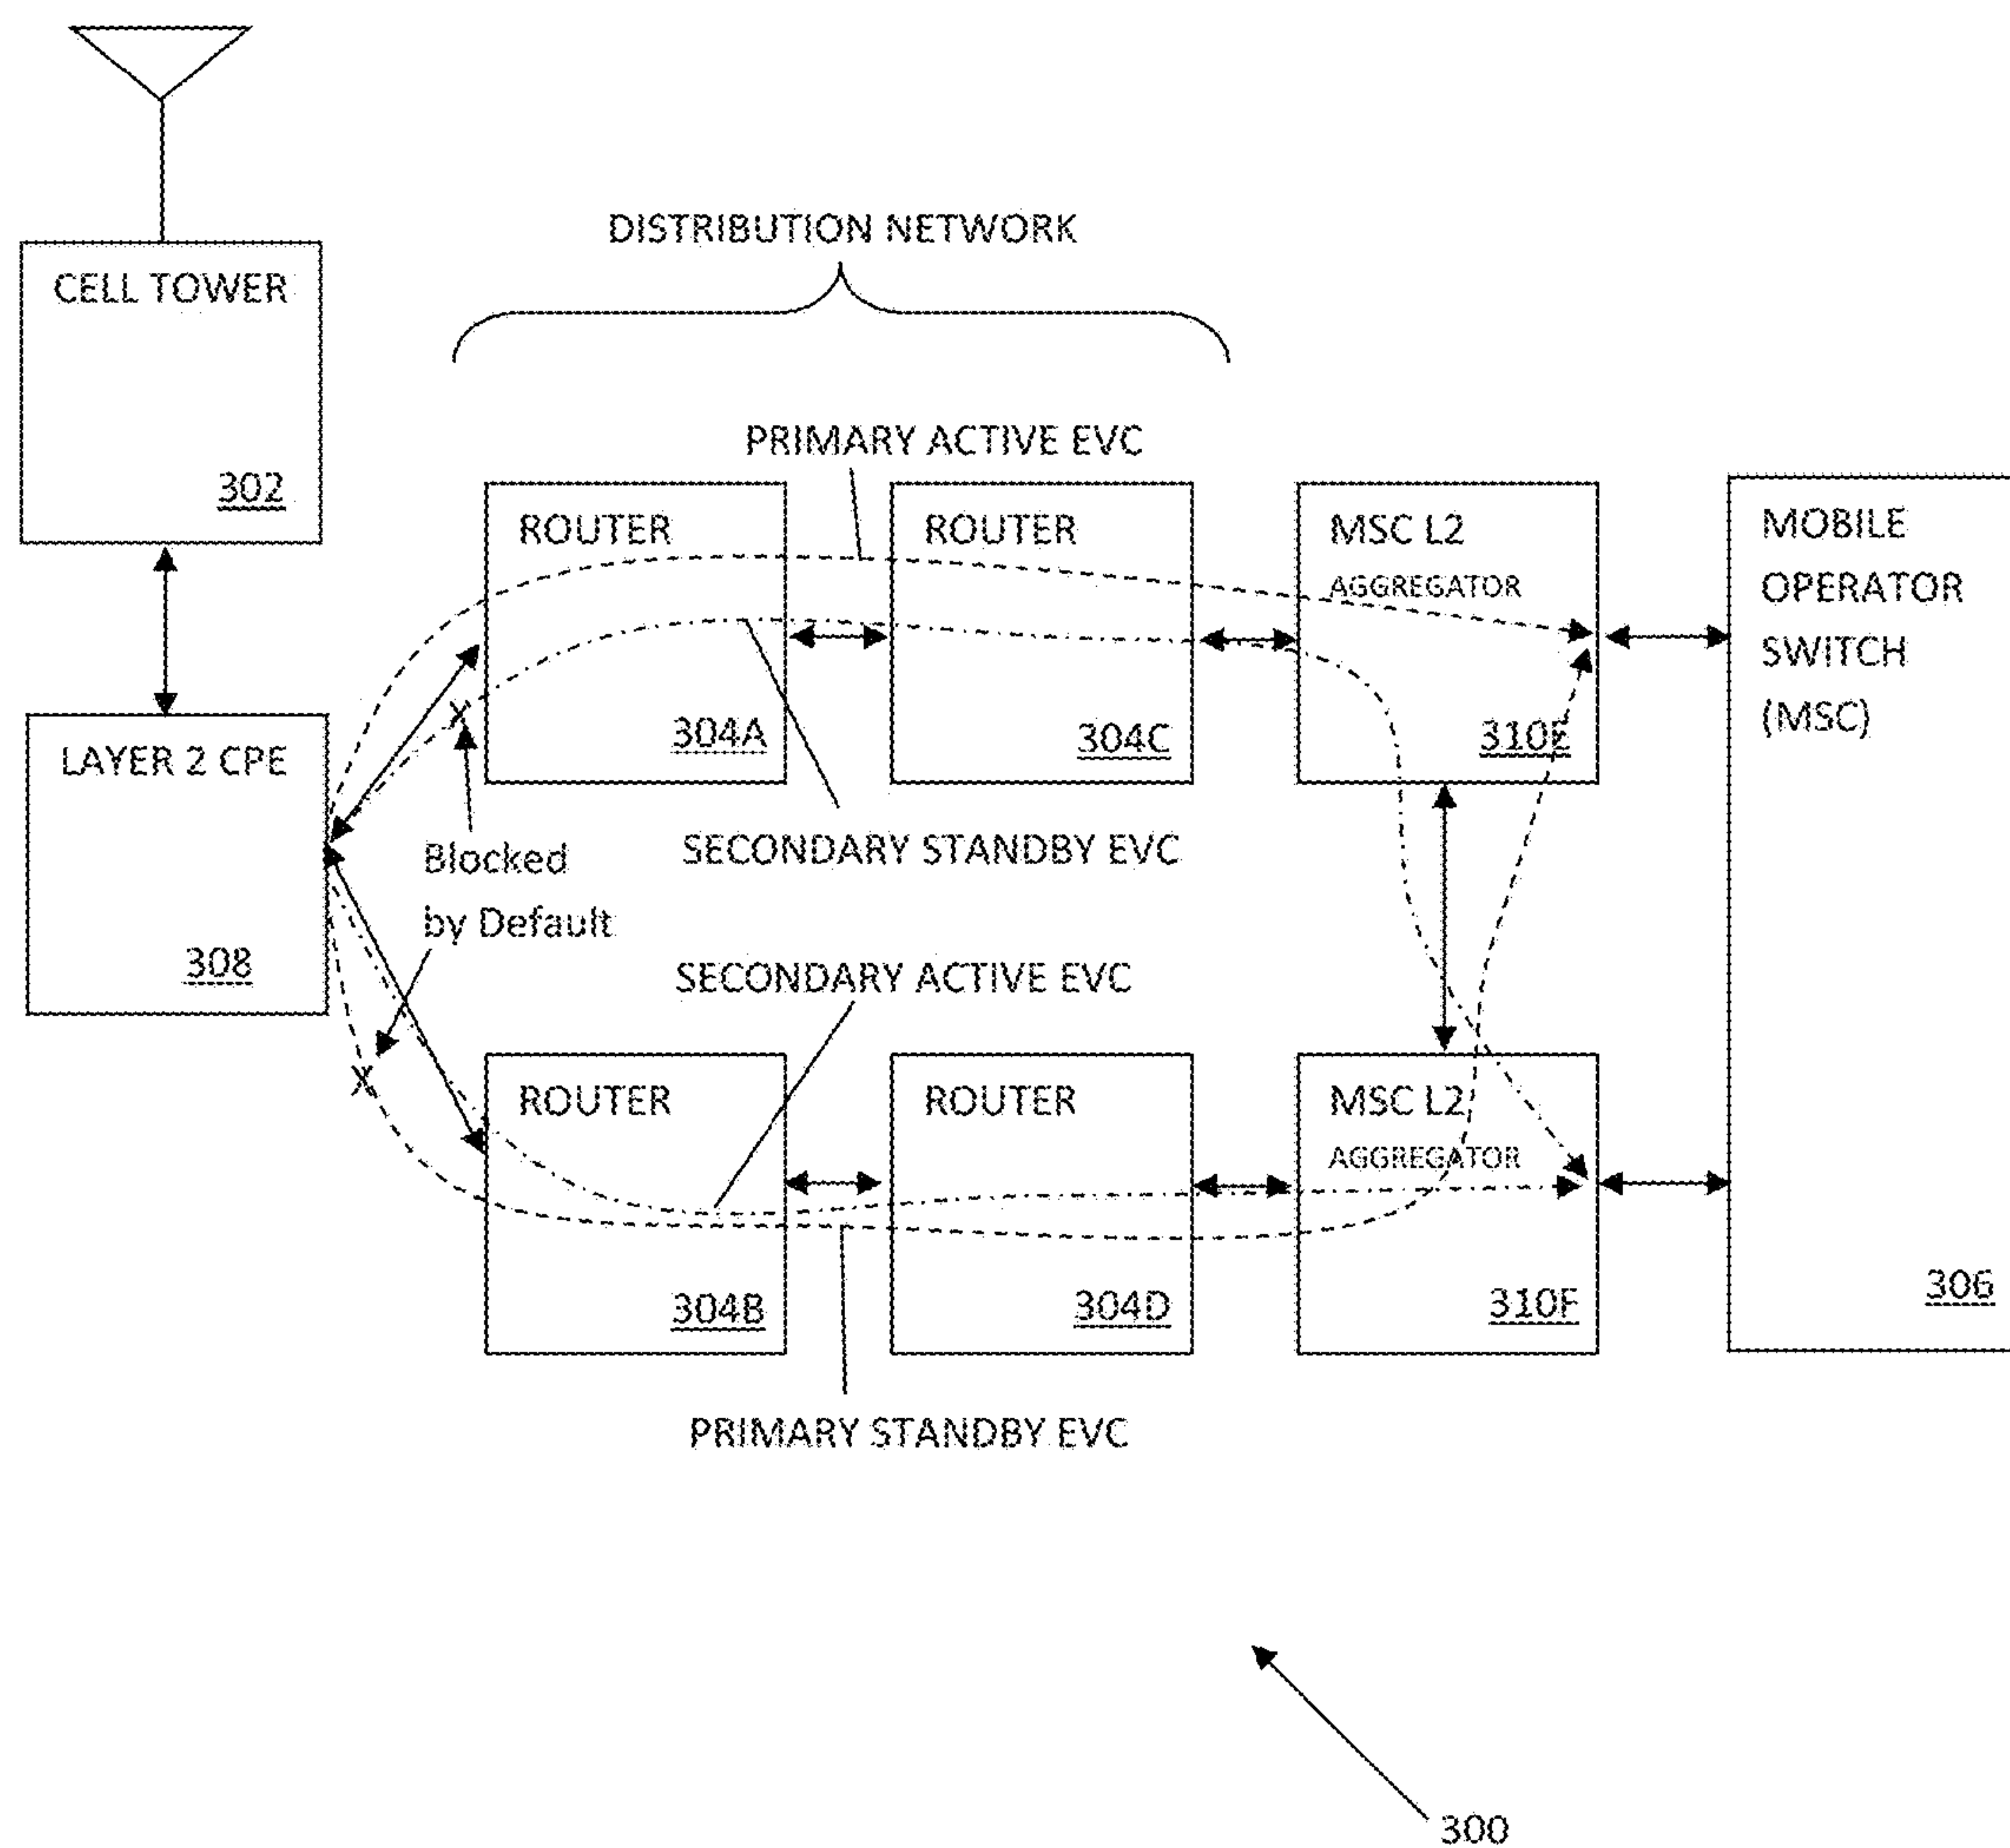 DISTRIBUTION NETWORK
CELL TOWER
302
PRIMARY ACTIVE EVC
ROUTER
304A
ROUTER
304C
MSC L2
AGGREGATOR
310E
MOBILE
OPERATOR
SWITCH
(MSC)
306
LAYER 2 CPE
308
X
Blocked
by Default
X
SECONDARY STANDBY EVC
SECONDARY ACTIVE EVC
ROUTER
304B
ROUTER
304D
MSC L2
AGGREGATOR
310F
PRIMARY STANDBY EVC
300